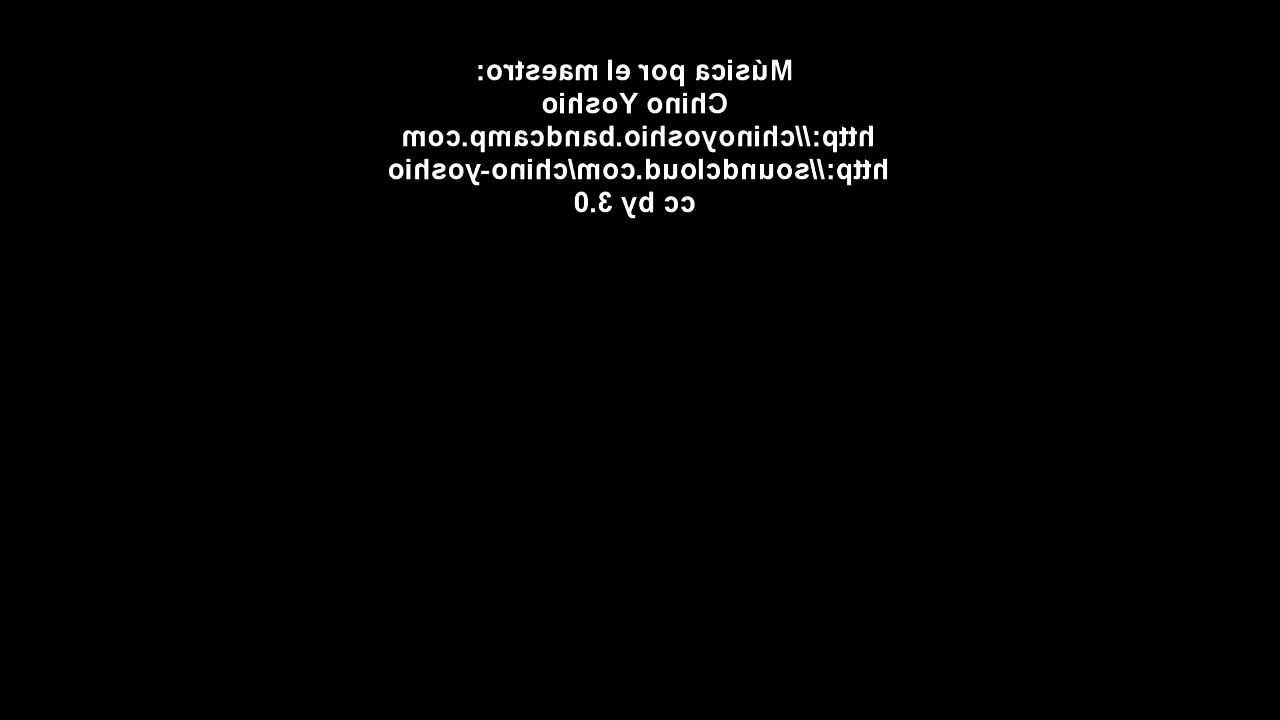 Música por el maestro:
Chino Yoshio
http://chinoyoshio.bandcamp.com
http://soundcloud.com/chino-yoshio
cc by 3.0